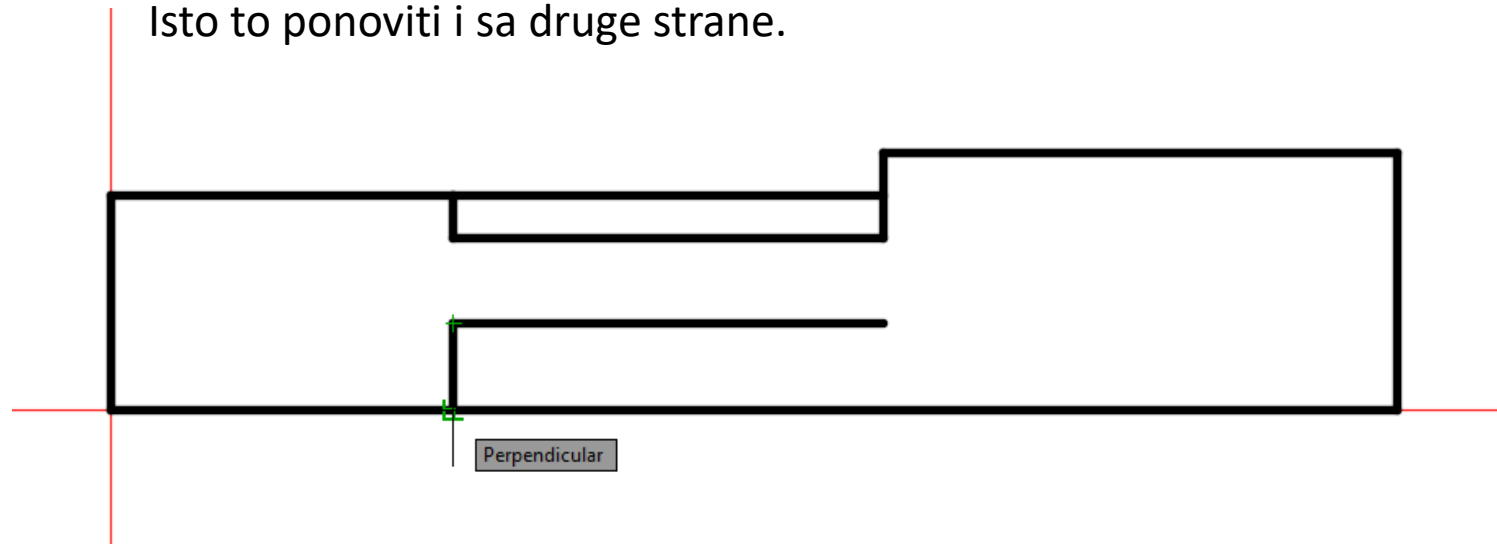 Isto to ponoviti i sa druge strane.
Perpendicular